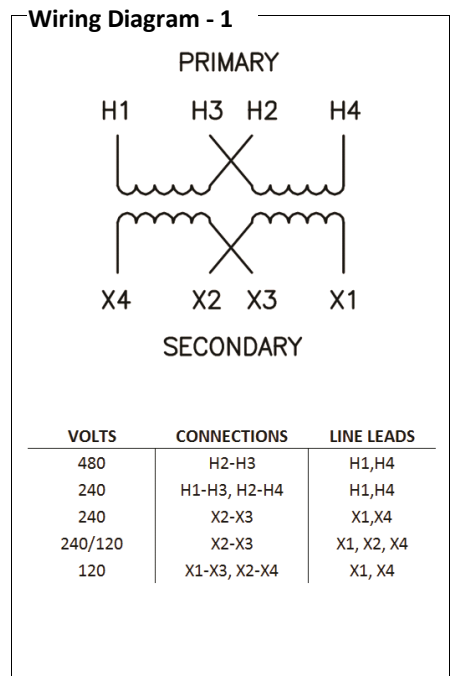 Wiring Diagram - 1
PRIMARY
H1 H3 H2 H4
X4 X2 X3 X1
SECONDARY
VOLTS CONNECTIONS LINE LEADS
480 H2-H3 H1,H4
240 H1-H3, H2-H4 H1,H4
240 X2-X3 X1,X4
240/120 X2-X3 X1, X2, X4
120 X1-X3, X2-X4 X1, X4